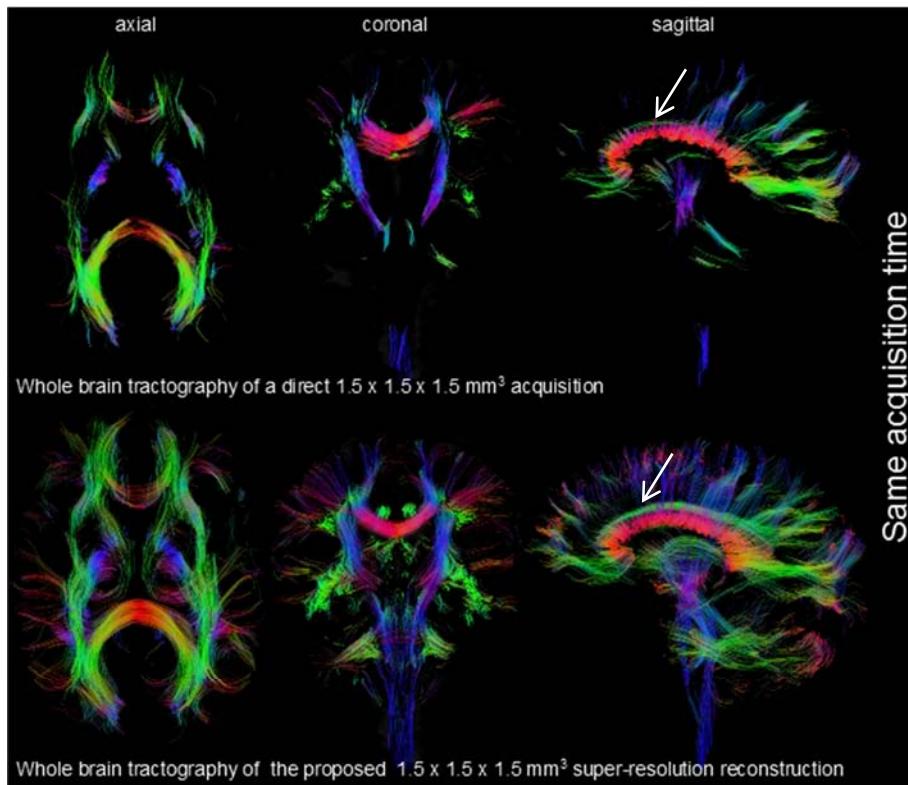 axial
coronal
sagittal
Whole brain tractography of a direct 1.5 x 1.5 x 1.5 mm³ acquisition
Whole brain tractography of the proposed 1.5 x 1.5 x 1.5 mm³ super-resolution reconstruction
Same acquisition time